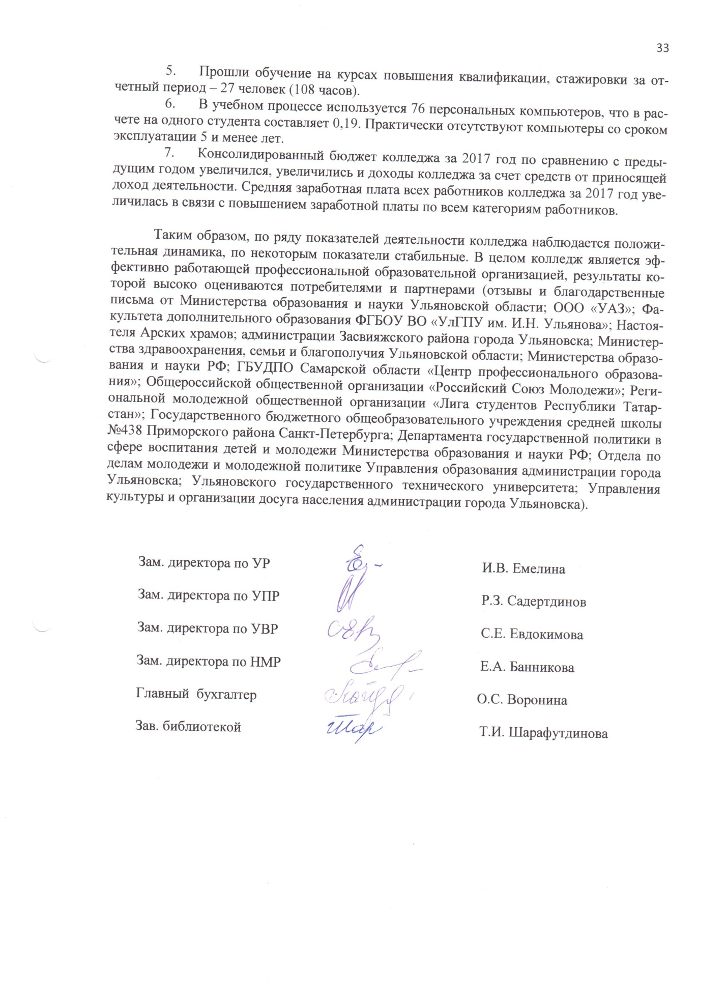 33
5. Прошли обучение на курсах повышения квалификации, стажировки за от-
четный период – 27 человек (108 часов).
6. В учебном процессе используется 76 персональных компьютеров, что в рас-
чете на одного студента составляет 0,19. Практически отсутствуют компьютеры со сроком
эксплуатации 5 и менее лет.
7. Консолидированный бюджет колледжа за 2017 год по сравнению с преды-
дущим годом увеличился, увеличились и доходы колледжа за счет средств от приносящей
доход деятельности. Средняя заработная плата всех работников колледжа за 2017 год уве-
личилась в связи с повышением заработной платы по всем категориям работников.
Таким образом, по ряду показателей деятельности колледжа наблюдается положи-
тельная динамика, по некоторым показатели стабильные. В целом колледж является эф-
фективно работающей профессиональной образовательной организацией, результаты ко-
торой высоко оцениваются потребителями и партнерами (отзывы и благодарственные
письма от Министерства образования и науки Ульяновской области; ООО «УАЗ»; Фа-
культета дополнительного образования ФГБОУ ВО «УлГПУ им. И.Н. Ульянова»; Настоя-
теля Арских храмов; администрации Засвияжского района города Ульяновска; Министер-
ства здравоохранения, семьи и благополучия Ульяновской области; Министерства образо-
вания и науки РФ; ГБУДПО Самарской области «Центр профессионального образова-
ния»; Общероссийской общественной организации «Российский Союз Молодежи»; Реги-
ональной молодежной общественной организации «Лига студентов Республики Татар-
стан»; Государственного бюджетного общеобразовательного учреждения средней школы
№438 Приморского района Санкт-Петербурга; Департамента государственной политики в
сфере воспитания детей и молодежи Министерства образования и науки РФ; Отдела по
делам молодежи и молодежной политике Управления образования администрации города
Ульяновска; Ульяновского государственного технического университета; Управления
культуры и организации досуга населения администрации города Ульяновска).
Зам. директора по УР И.В. Емелина
Зам. директора по УПР Р.З. Садертдинов
Зам. директора по УВР С.Е. Евдокимова
Зам. директора по НМР Е.А. Банникова
Главный бухгалтер О.С. Воронина
Зав. библиотекой Т.И. Шарафутдинова